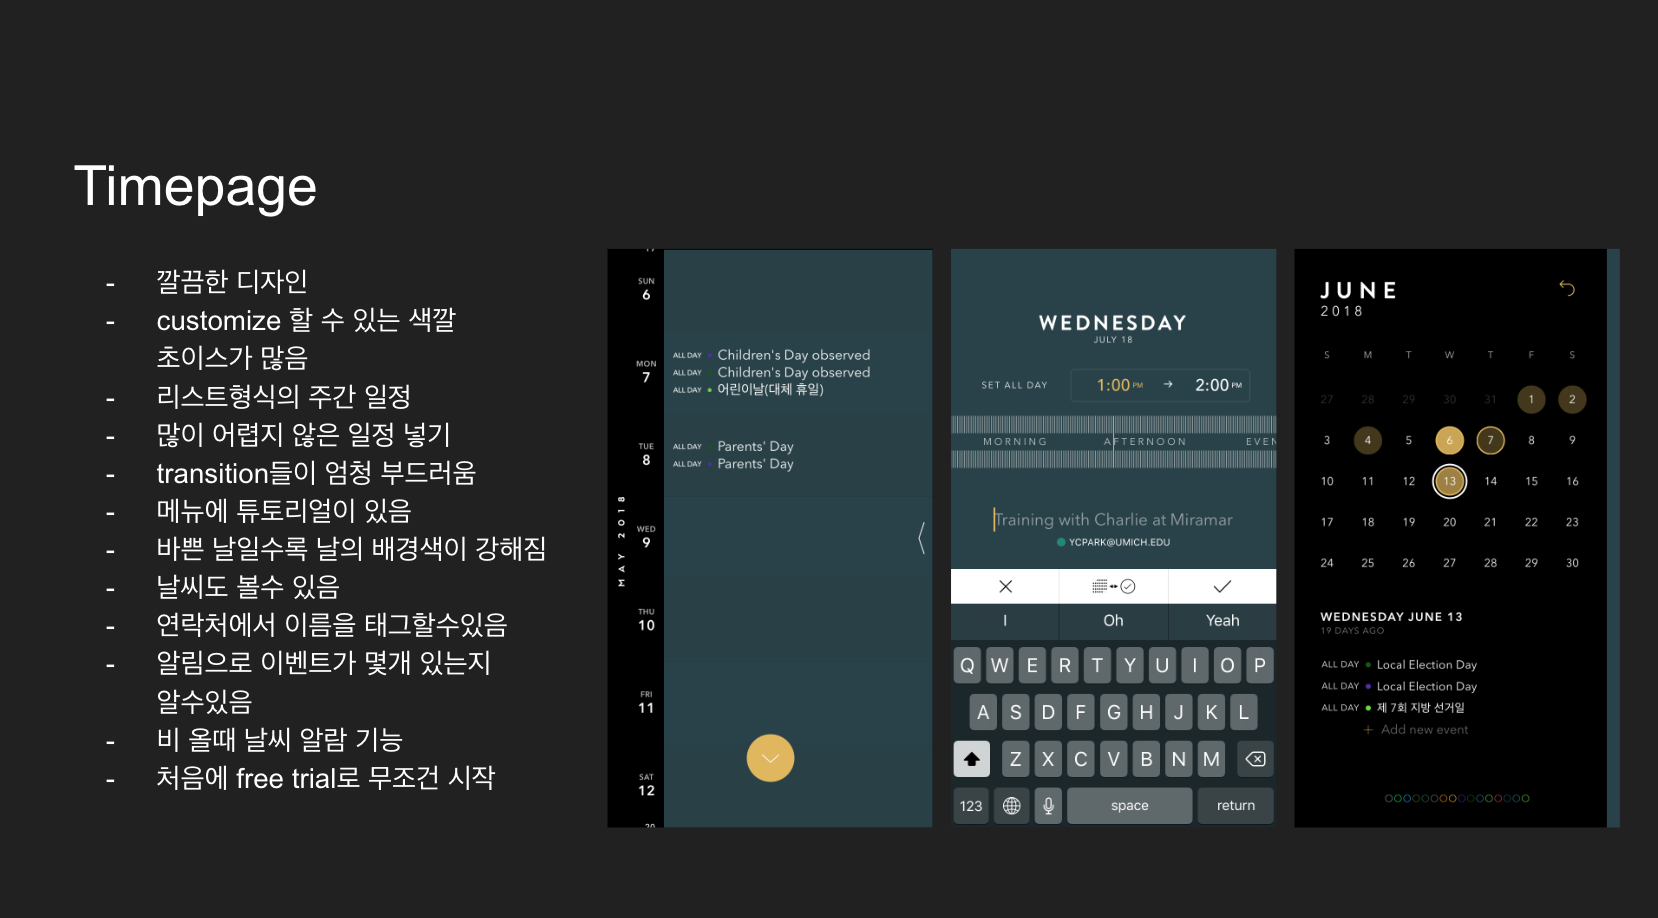 Timepage
- 깔끔한 디자인
- customize 할 수 있는 색깔
초이스가 많음
- 리스트형식의 주간 일정
- 많이 어렵지 않은 일정 넣기
- transition들이 엄청 부드러움
- 메뉴에 튜토리얼이 있음
- 바쁜 날일수록 날의 배경색이 강해짐
- 날씨도 볼수 있음
- 연락처에서 이름을 태그할수있음
- 알림으로 이벤트가 몇개 있는지
알수있음
- 비 올때 날씨 알람 기능
- 처음에 free trial로 무조건 시작
MAY 2018
SUN
6
MON
7
ALL DAY Children's Day observed
ALL DAY Children's Day observed
ALL DAY 어린이날(대체 휴일)
TUE
8
ALL DAY Parents' Day
ALL DAY Parents' Day
WED
9
THU
10
FRI
11
SAT
12
WEDNESDAY
JULY 18
SET ALL DAY 1:00 PM → 2:00 PM
MORNING AFTERNOON EVEN
Training with Charlie at Miramar
YCPARK@UMICH.EDU
I Oh Yeah
Q W E R T Y U I O P
A S D F G H J K L
Z X C V B N M
123 space return
JUNE
2018
S M T W T F S
27 28 29 30 31 1 2
3 4 5 6 7 8 9
10 11 12 13 14 15 16
17 18 19 20 21 22 23
24 25 26 27 28 29 30
WEDNESDAY JUNE 13
19 DAYS AGO
ALL DAY Local Election Day
ALL DAY Local Election Day
ALL DAY 제 7회 지방 선거일
+ Add new event